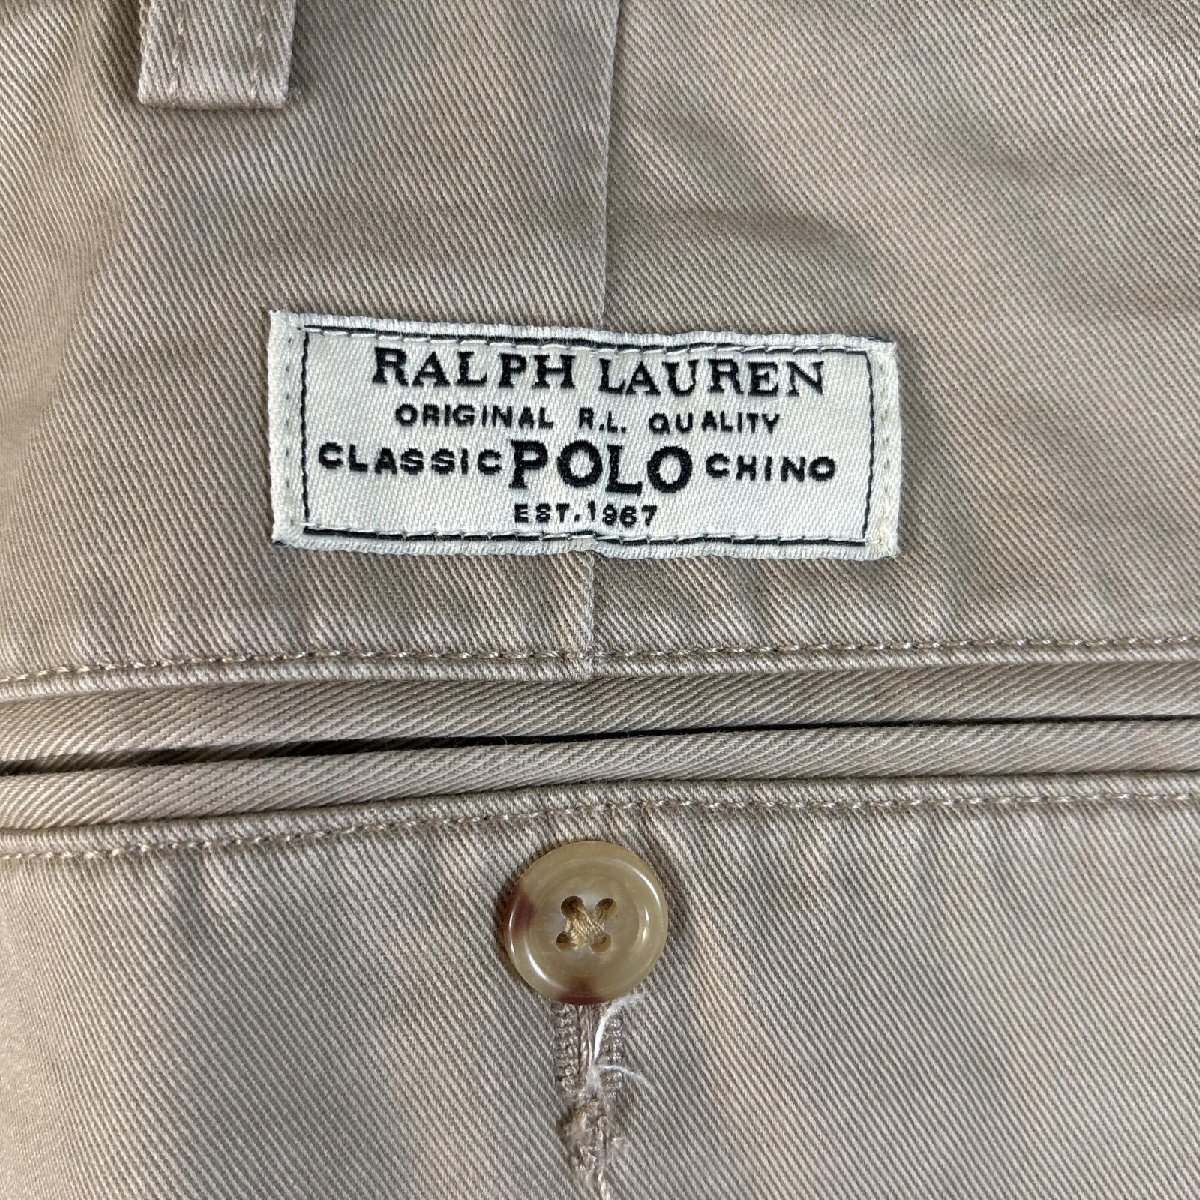 RALPH LAUREN
ORIGINAL R.L. QUALITY
CLASSIC POLO CHINO
EST. 1967